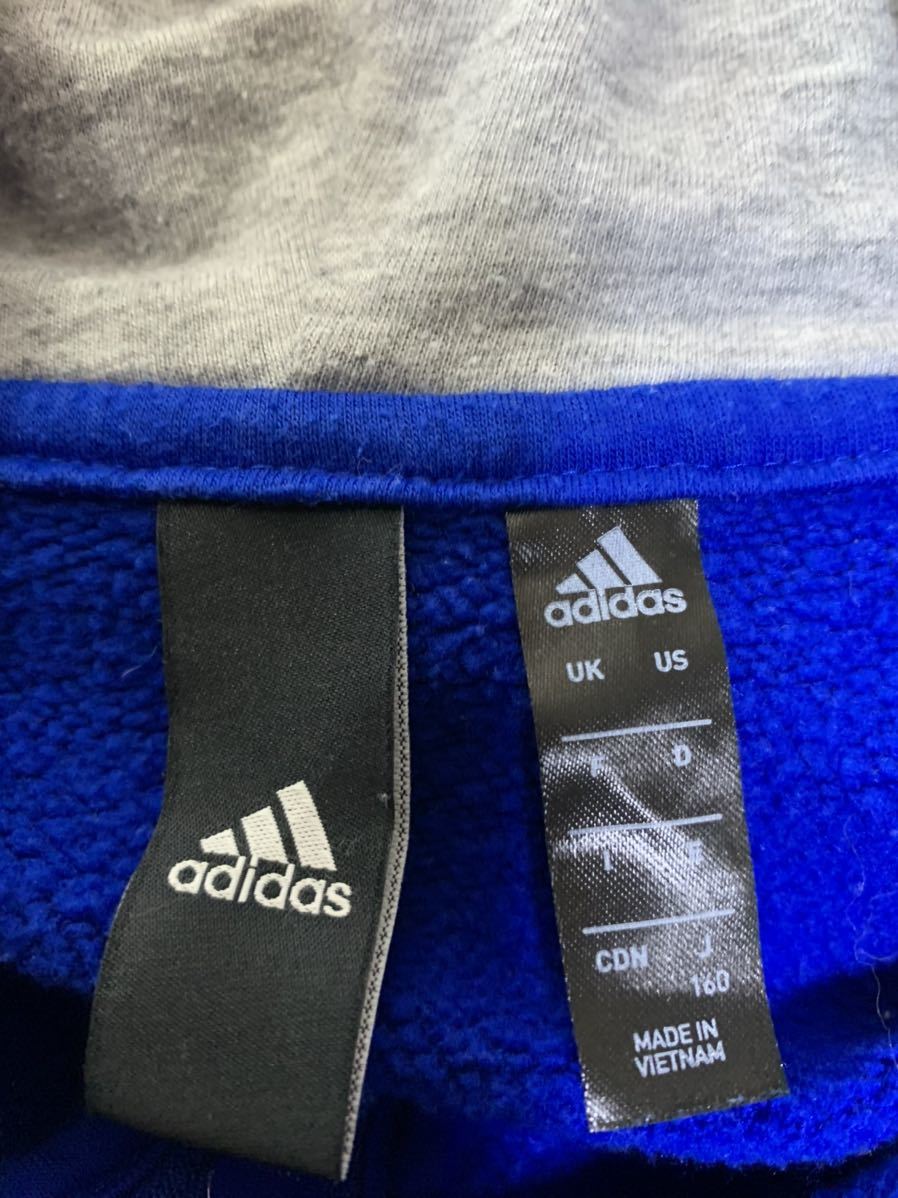 adidas
adidas
UK US
F D
I E
CDN J
160
MADE IN
VIETNAM